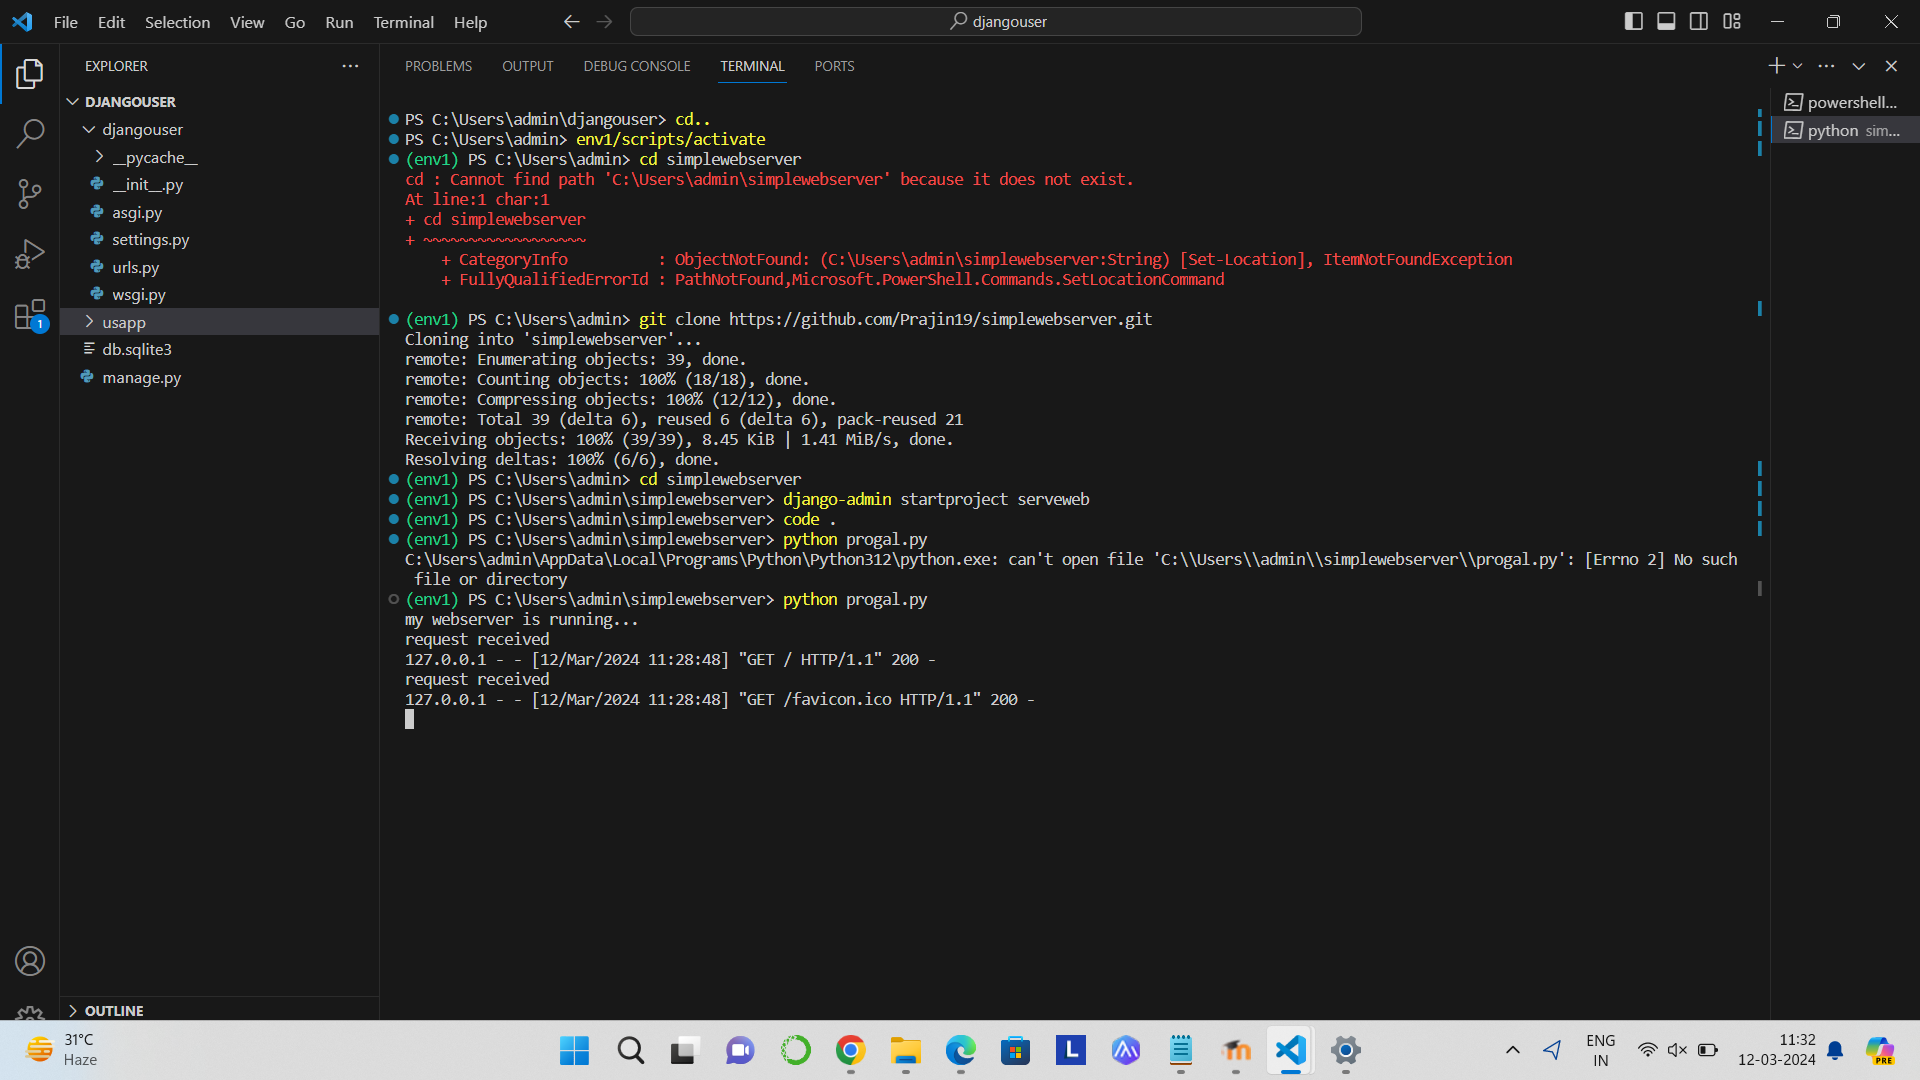 File Edit Selection View Go Run Terminal Help
djangouser
EXPLORER
PROBLEMS OUTPUT DEBUG CONSOLE TERMINAL PORTS
DJANGOUSER
djangouser
__pycache__
__init__.py
asgi.py
settings.py
urls.py
wsgi.py
usapp
db.sqlite3
manage.py
1
OUTLINE
PS C:\Users\admin\djangouser> cd..
PS C:\Users\admin> env1/scripts/activate
(env1) PS C:\Users\admin> cd simplewebserver
cd : Cannot find path 'C:\Users\admin\simplewebserver' because it does not exist.
At line:1 char:1
+ cd simplewebserver
+ ~~~~~~~~~~~~~~~~~~
    + CategoryInfo          : ObjectNotFound: (C:\Users\admin\simplewebserver:String) [Set-Location], ItemNotFoundException
    + FullyQualifiedErrorId : PathNotFound,Microsoft.PowerShell.Commands.SetLocationCommand
(env1) PS C:\Users\admin> git clone https://github.com/Prajin19/simplewebserver.git
Cloning into 'simplewebserver'...
remote: Enumerating objects: 39, done.
remote: Counting objects: 100% (18/18), done.
remote: Compressing objects: 100% (12/12), done.
remote: Total 39 (delta 6), reused 6 (delta 6), pack-reused 21
Receiving objects: 100% (39/39), 8.45 KiB | 1.41 MiB/s, done.
Resolving deltas: 100% (6/6), done.
(env1) PS C:\Users\admin> cd simplewebserver
(env1) PS C:\Users\admin\simplewebserver> django-admin startproject serveweb
(env1) PS C:\Users\admin\simplewebserver> code .
(env1) PS C:\Users\admin\simplewebserver> python progal.py
C:\Users\admin\AppData\Local\Programs\Python\Python312\python.exe: can't open file 'C:\\Users\\admin\\simplewebserver\\progal.py': [Errno 2] No such
 file or directory
(env1) PS C:\Users\admin\simplewebserver> python progal.py
my webserver is running...
request received
127.0.0.1 - - [12/Mar/2024 11:28:48] "GET / HTTP/1.1" 200 -
request received
127.0.0.1 - - [12/Mar/2024 11:28:48] "GET /favicon.ico HTTP/1.1" 200 -
powershell...
python sim...
31°C
Haze
L
ENG
IN
11:32
12-03-2024
PRE